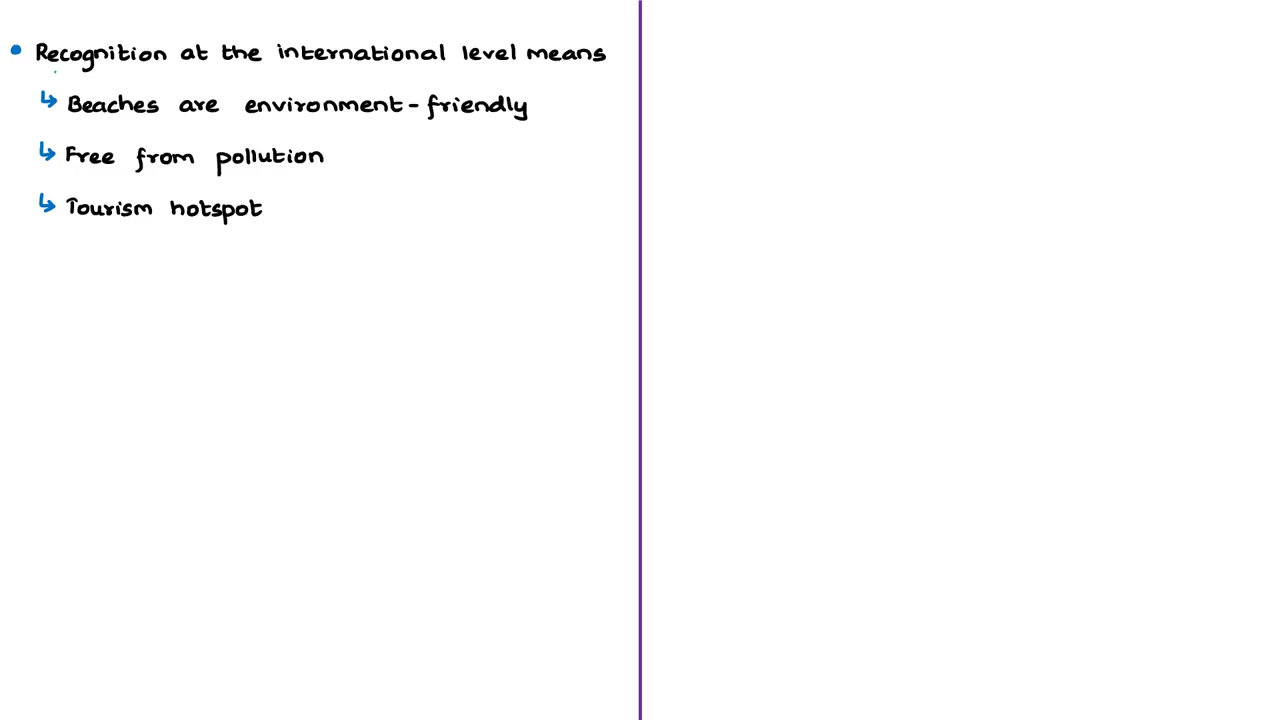 • Recognition at the international level means
↳ Beaches are environment-friendly
↳ Free from pollution
↳ Tourism hotspot